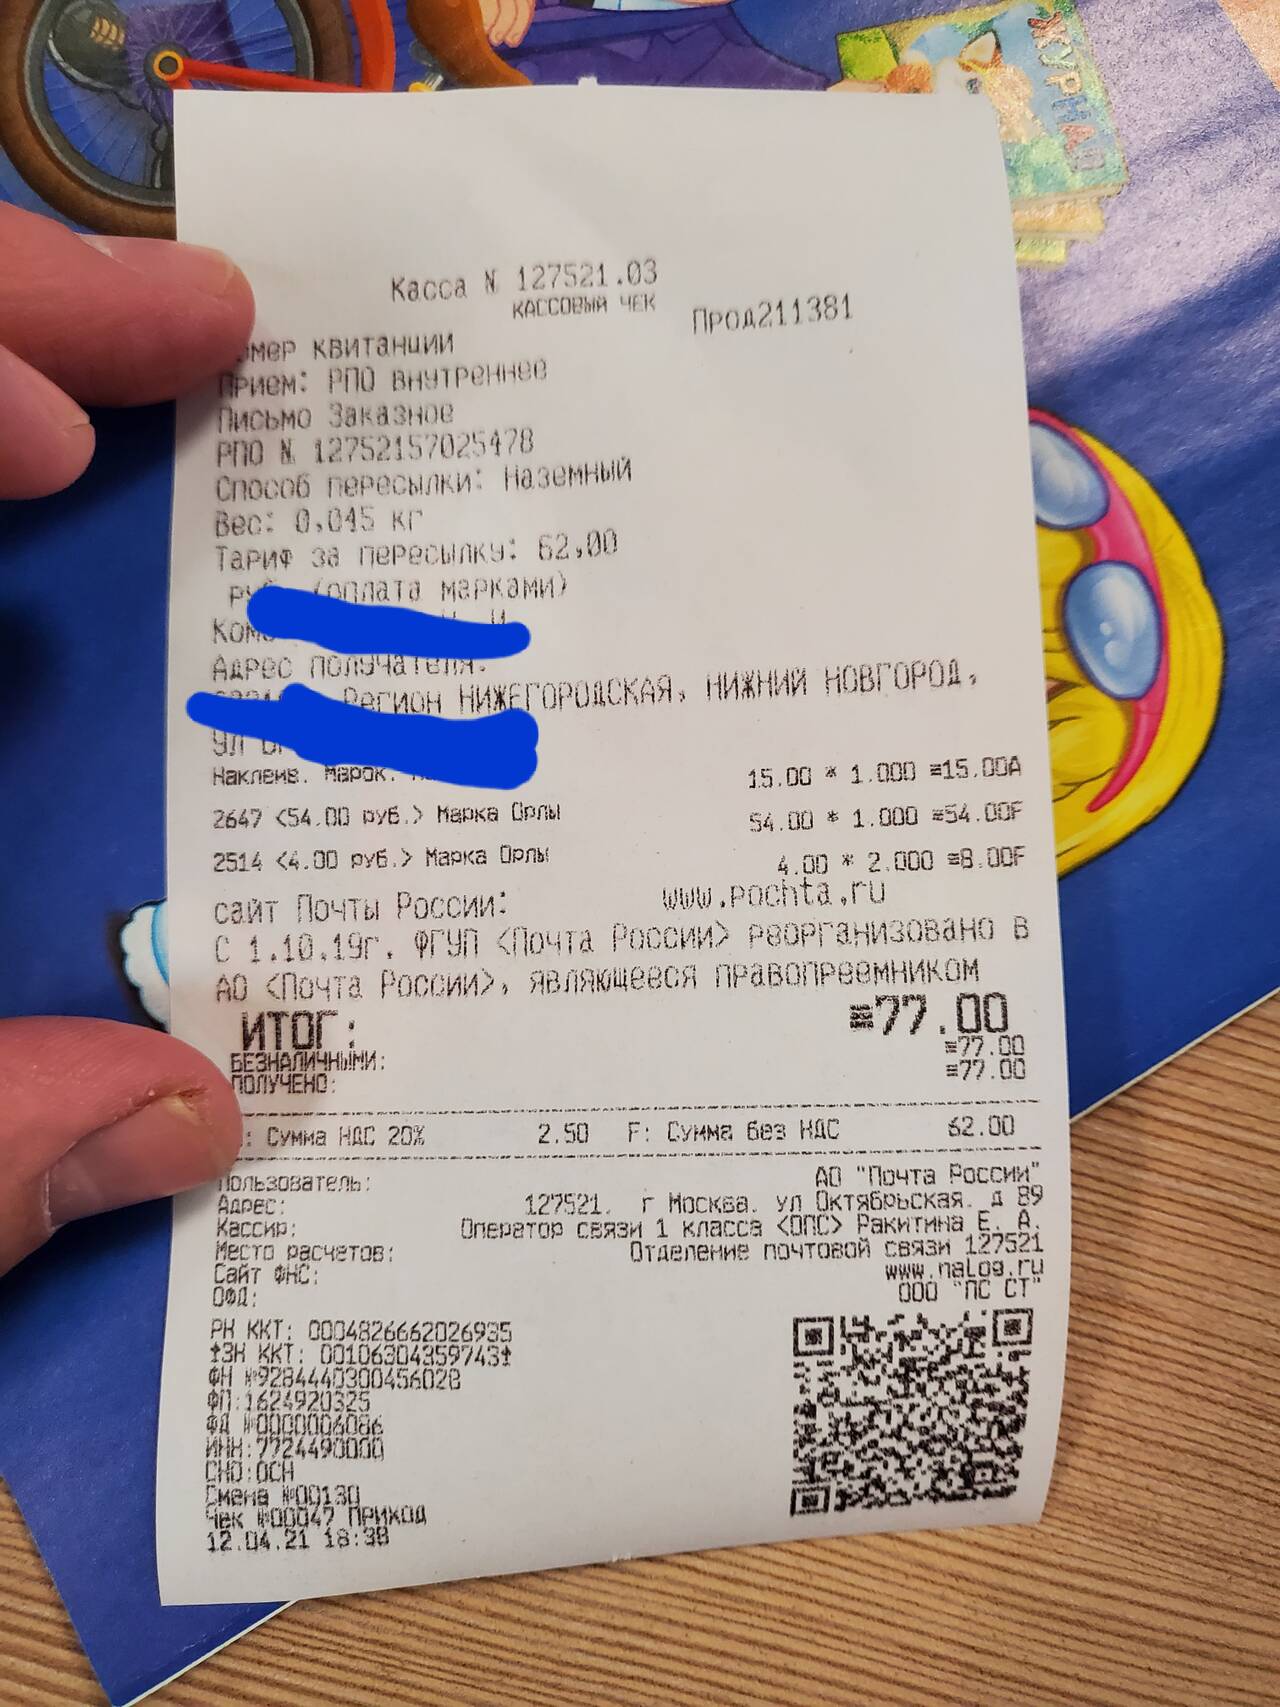 ЖУРНАЛ
Касса № 127521.03
КАССОВЫЙ ЧЕК
Прод211381
омер квитанции
Прием: РПО внутреннее
Письмо Заказное
РПО № 12752157025478
Способ пересылки: Наземный
Вес: 0,045 кг
Тариф за пересылку: 62,00
(оплата марками)
Адрес получателя:
Регион НИЖЕГОРОДСКАЯ, НИЖНИЙ НОВГОРОД,
УЛ
Наклеив. марок. 15.00 * 1.000 ≡15.00А
2647 <54.00 руб.> Марка Орлы 54.00 * 1.000 ≡54.00F
2514 <4.00 руб.> Марка Орлы 4.00 * 2.000 ≡8.00F
сайт Почты России: www.pochta.ru
С 1.10.19г. ФГУП <Почта России> реорганизовано в
АО <Почта России>, являющееся правопреемником
ИТОГ: ≡77.00
БЕЗНАЛИЧНЫМИ: ≡77.00
ПОЛУЧЕНО: ≡77.00
: Сумма НДС 20% 2.50 F: Сумма без НДС 62.00
Пользователь: АО "Почта России"
Адрес: 127521, г Москва, ул Октябрьская, д 89
Кассир: Оператор связи 1 класса <ОПС> Ракитина Е. А.
Место расчетов: Отделение почтовой связи 127521
Сайт ФНС: www.nalog.ru
ОФД: ООО "ПС СТ"
РН ККТ: 0004826662026935
ЗН ККТ: 00106304359743
ФН №9284440300456028
ФП:1624920325
ФД №0000006086
ИНН:7724490000
СНО:ОСН
Смена №00130
Чек №00047 Приход
12.04.21 18:38